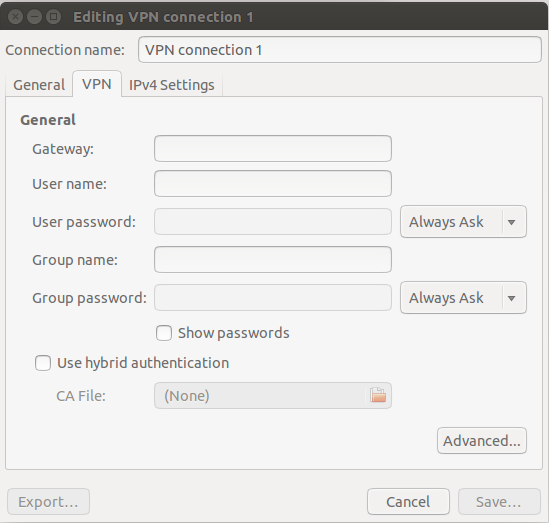 Editing VPN connection 1
Connection name: VPN connection 1
General VPN IPv4 Settings
General
Gateway:
User name:
User password: Always Ask
Group name:
Group password: Always Ask
Show passwords
Use hybrid authentication
CA File: (None)
Advanced...
Export... Cancel Save...